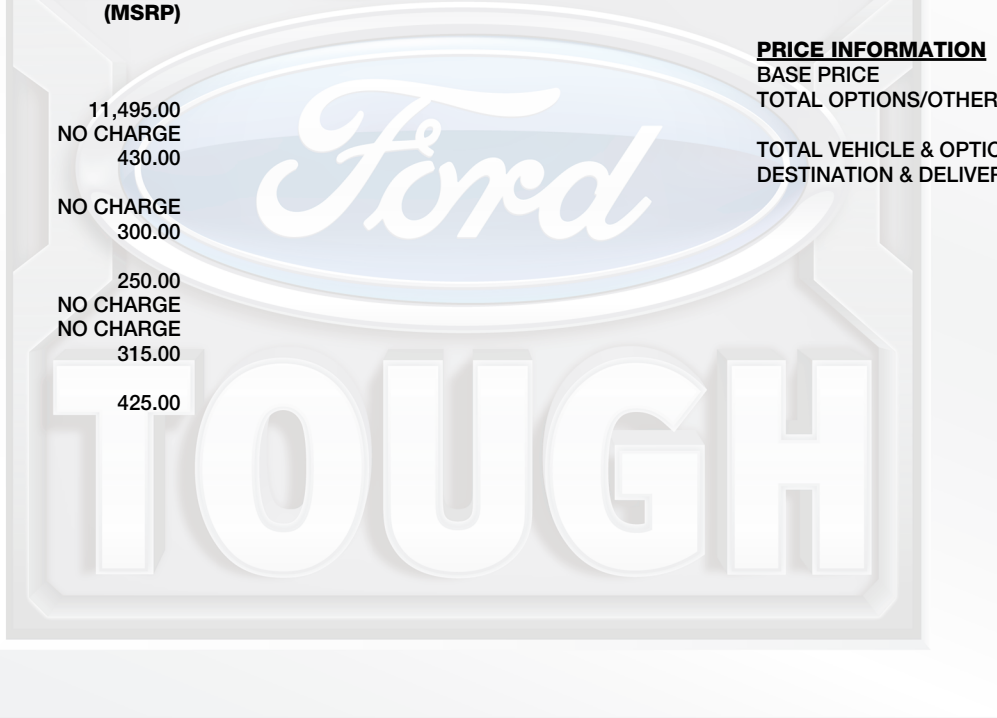 (MSRP)
11,495.00
NO CHARGE
430.00
NO CHARGE
300.00
250.00
NO CHARGE
NO CHARGE
315.00
425.00
PRICE INFORMATION
BASE PRICE
TOTAL OPTIONS/OTHER
TOTAL VEHICLE & OPTIO
DESTINATION & DELIVER
Ford
TOUGH